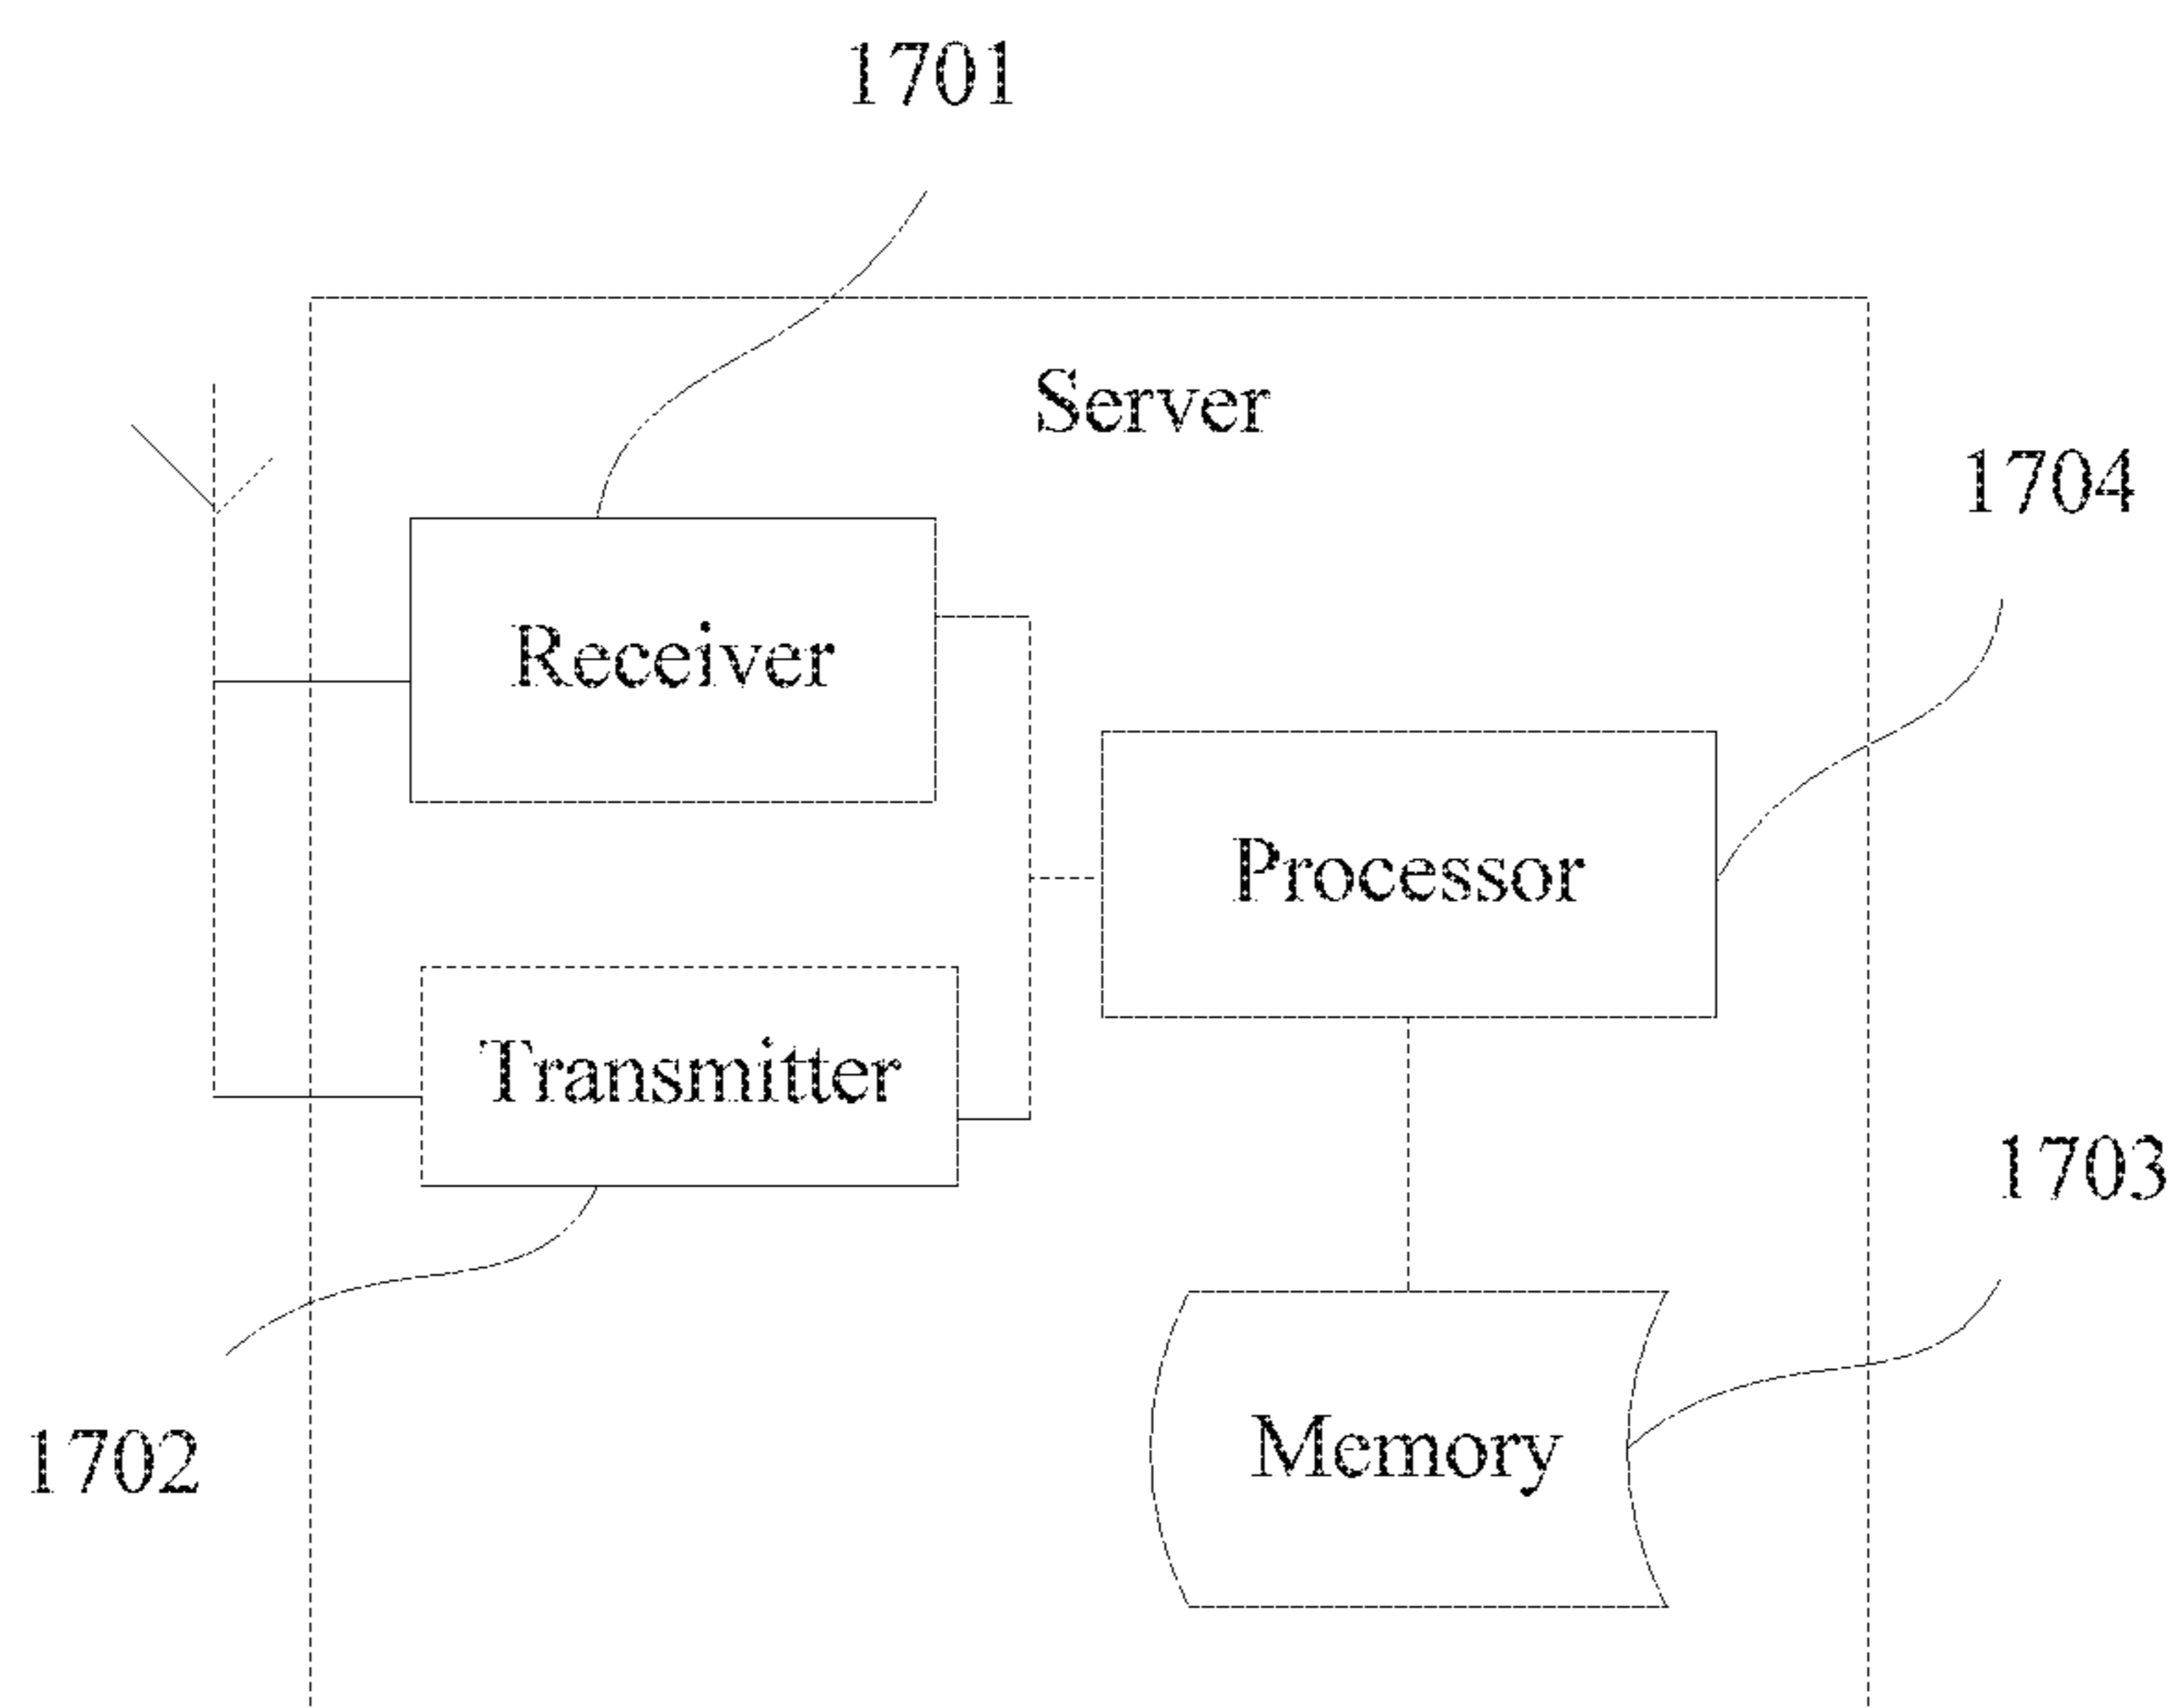 1701
Server
1704
Receiver
Processor
Transmitter
1703
1702
Memory